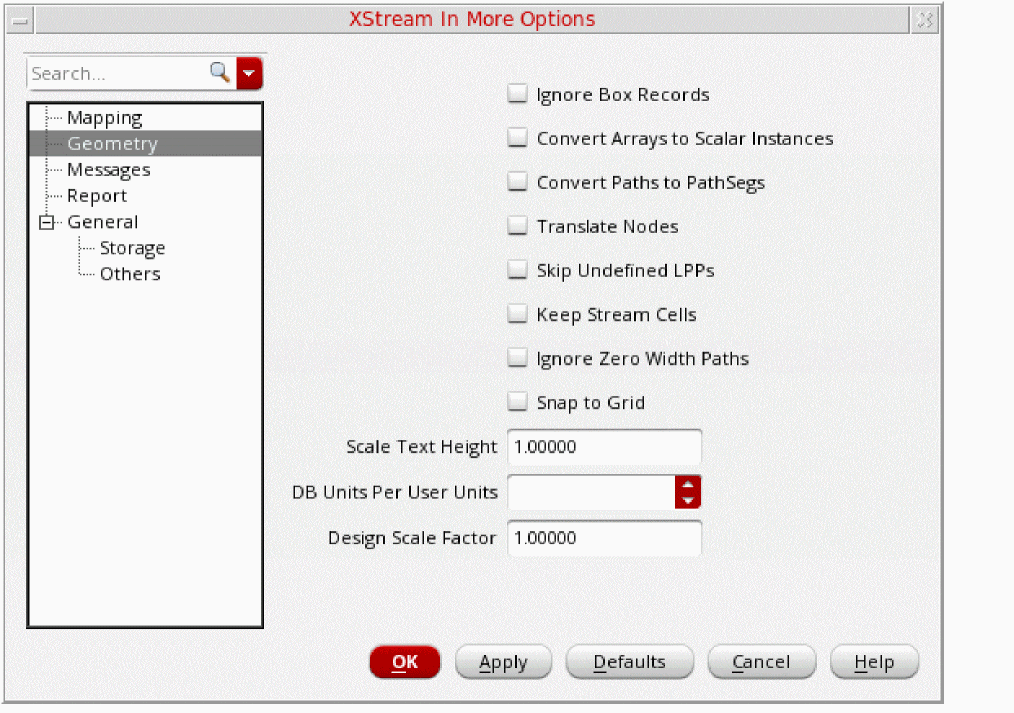 XStream In More Options
Search...
Mapping
Geometry
Messages
Report
General
Storage
Others
Ignore Box Records
Convert Arrays to Scalar Instances
Convert Paths to PathSegs
Translate Nodes
Skip Undefined LPPs
Keep Stream Cells
Ignore Zero Width Paths
Snap to Grid
Scale Text Height 1.00000
DB Units Per User Units
Design Scale Factor 1.00000
OK Apply Defaults Cancel Help